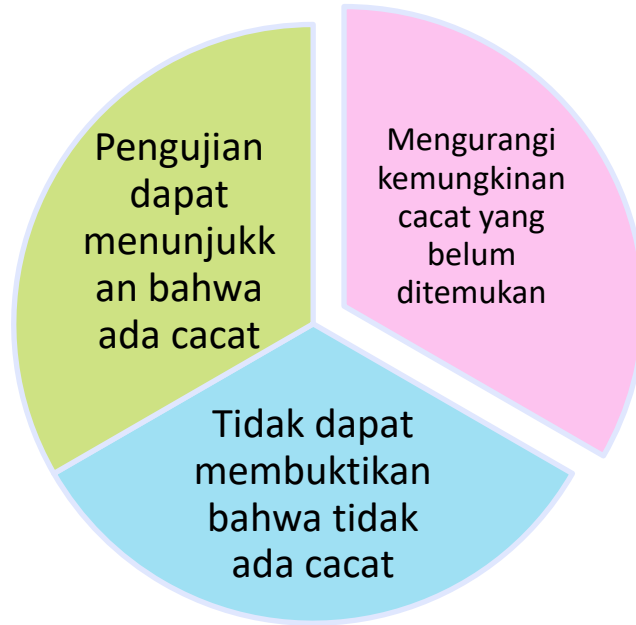 Pengujian
dapat
menunjukk
an bahwa
ada cacat
Mengurangi
kemungkinan
cacat yang
belum
ditemukan
Tidak dapat
membuktikan
bahwa tidak
ada cacat